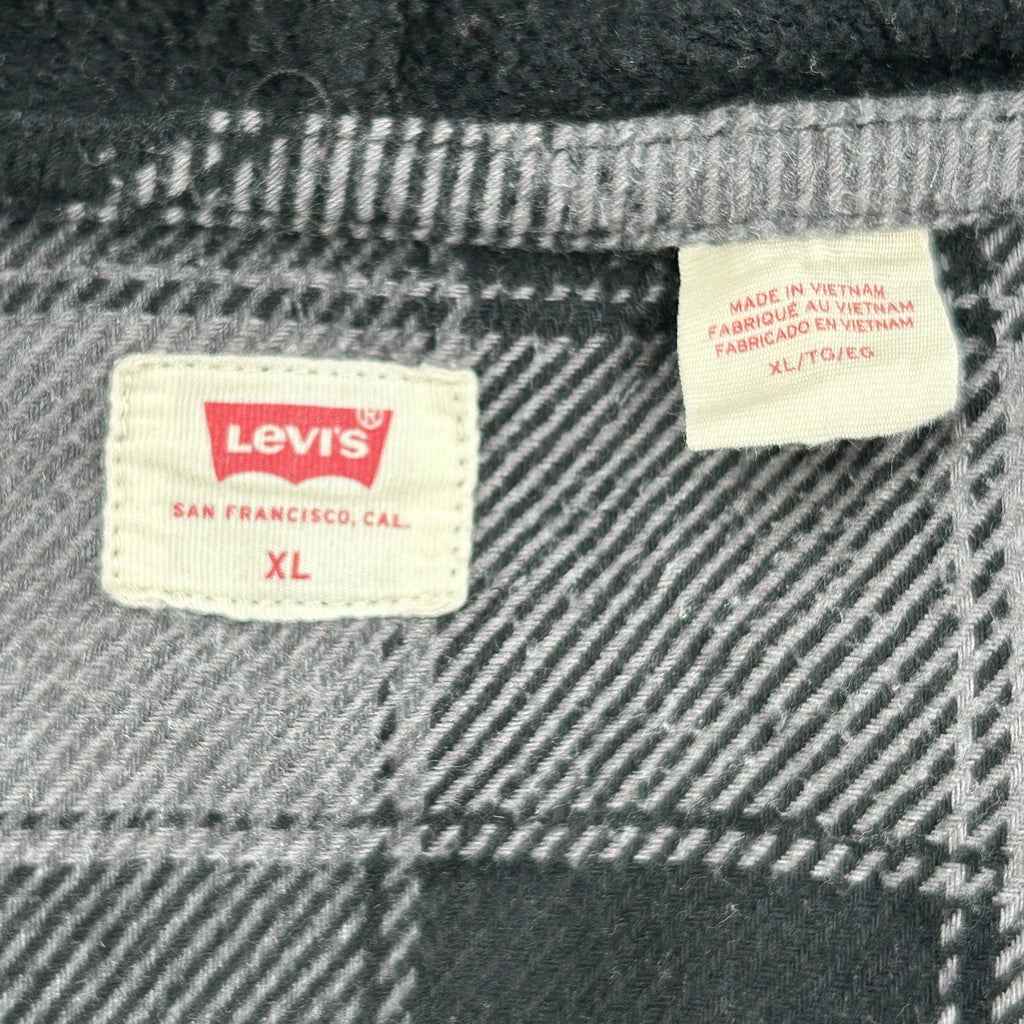 LEVI'S®
SAN FRANCISCO, CAL.
XL
MADE IN VIETNAM
FABRIQUÉ AU VIETNAM
FABRICADO EN VIETNAM
XL/TG/EG